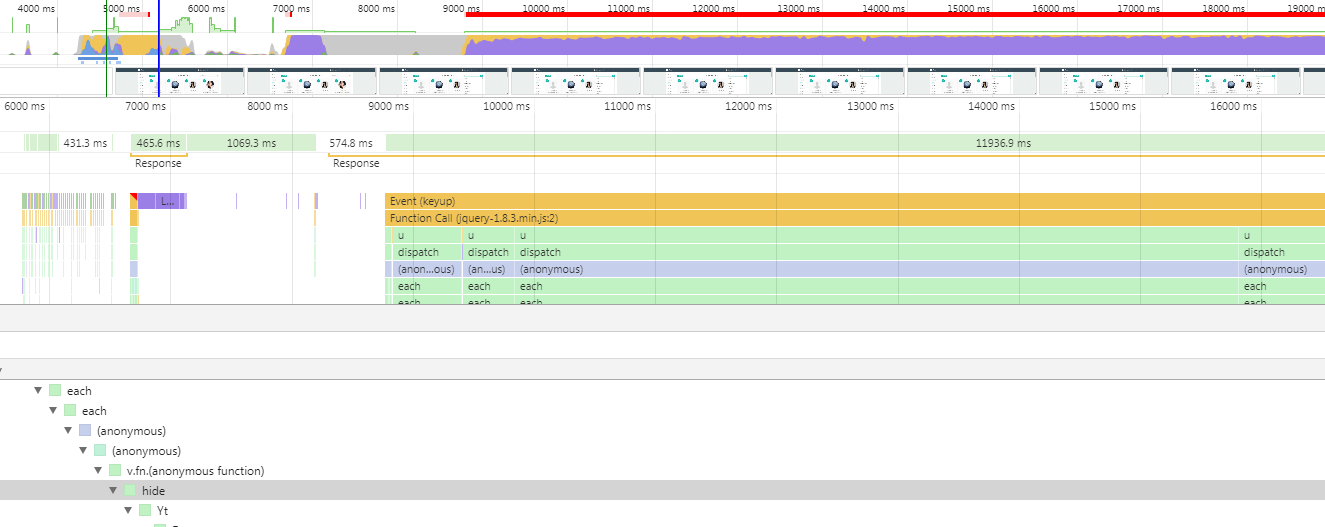 4000 ms 5000 ms 6000 ms 7000 ms 8000 ms 9000 ms 10000 ms 11000 ms 12000 ms 13000 ms 14000 ms 15000 ms 16000 ms 17000 ms 18000 ms 19000
6000 ms 7000 ms 8000 ms 9000 ms 10000 ms 11000 ms 12000 ms 13000 ms 14000 ms 15000 ms 16000 ms
431.3 ms 465.6 ms 1069.3 ms 574.8 ms 11936.9 ms
Response Response
L... Event (keyup)
Function Call (jquery-1.8.3.min.js:2)
u u u u
dispatch dispatch dispatch dispatch
(anon...ous) (an...us) (anonymous) (anonymous)
each each each each
each each each each
each
each
(anonymous)
(anonymous)
v.fn.(anonymous function)
hide
Yt